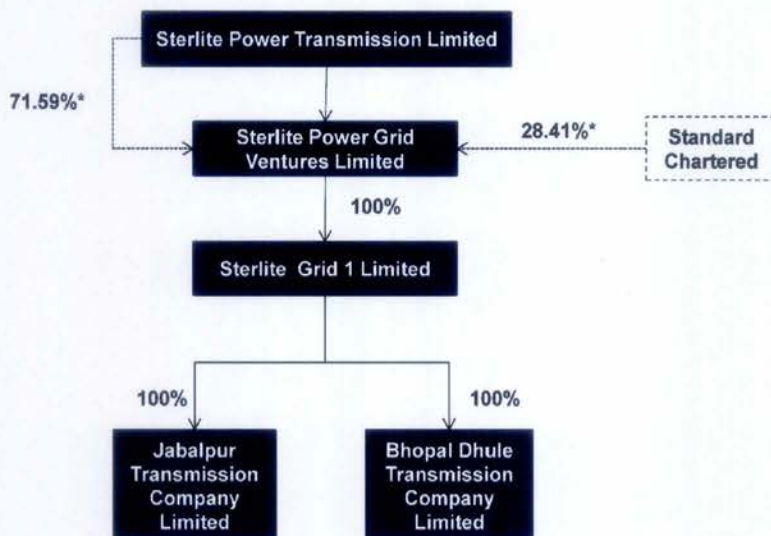 Sterlite Power Transmission Limited
71.59%*
Sterlite Power Grid
Ventures Limited
28.41%*
Standard
Chartered
100%
Sterlite Grid 1 Limited
100%
100%
Jabalpur
Transmission
Company
Limited
Bhopal Dhule
Transmission
Company
Limited